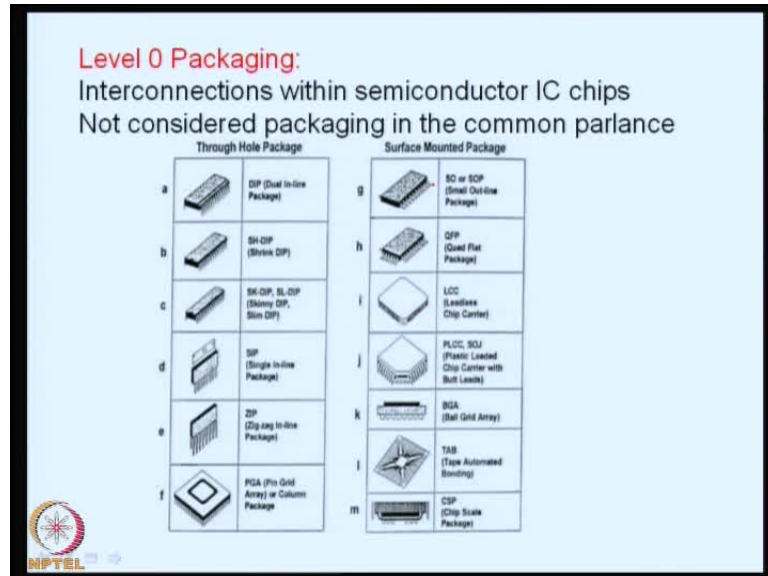 Level 0 Packaging:
Interconnections within semiconductor IC chips
Not considered packaging in the common parlance
Through Hole Package
a
DIP (Dual In-line
Package)
b
SH-DIP
(Shrink DIP)
c
SK-DIP, SL-DIP
(Skinny DIP,
Slim DIP)
d
SIP
(Single In-line
Package)
e
ZIP
(Zig-zag In-line
Package)
f
PGA (Pin Grid
Array) or Column
Package
Surface Mounted Package
g
SO or SOP
(Small Out-line
Package)
h
QFP
(Quad Flat
Package)
i
LCC
(Leadless
Chip Carrier)
j
PLCC, SOJ
(Plastic Leaded
Chip Carrier with
Butt Leads)
k
BGA
(Ball Grid Array)
l
TAB
(Tape Automated
Bonding)
m
CSP
(Chip Scale
Package)
NPTEL